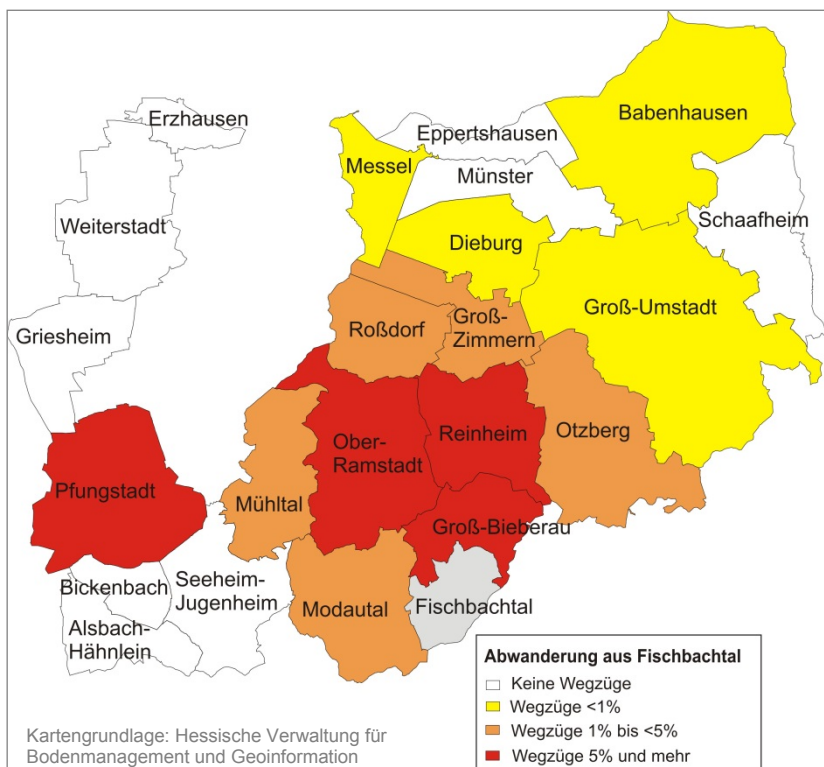 Erzhausen
Eppertshausen
Babenhausen
Messel
Münster
Weiterstadt
Schaafheim
Dieburg
Groß-Umstadt
Griesheim
Roßdorf
Groß-
Zimmern
Ober-
Ramstadt
Reinheim
Otzberg
Pfungstadt
Mühltal
Groß-Bieberau
Bickenbach
Seeheim-
Jugenheim
Alsbach-
Hähnlein
Modautal
Fischbachtal
Abwanderung aus Fischbachtal
Keine Wegzüge
Wegzüge <1%
Wegzüge 1% bis <5%
Wegzüge 5% und mehr
Kartengrundlage: Hessische Verwaltung für
Bodenmanagement und Geoinformation